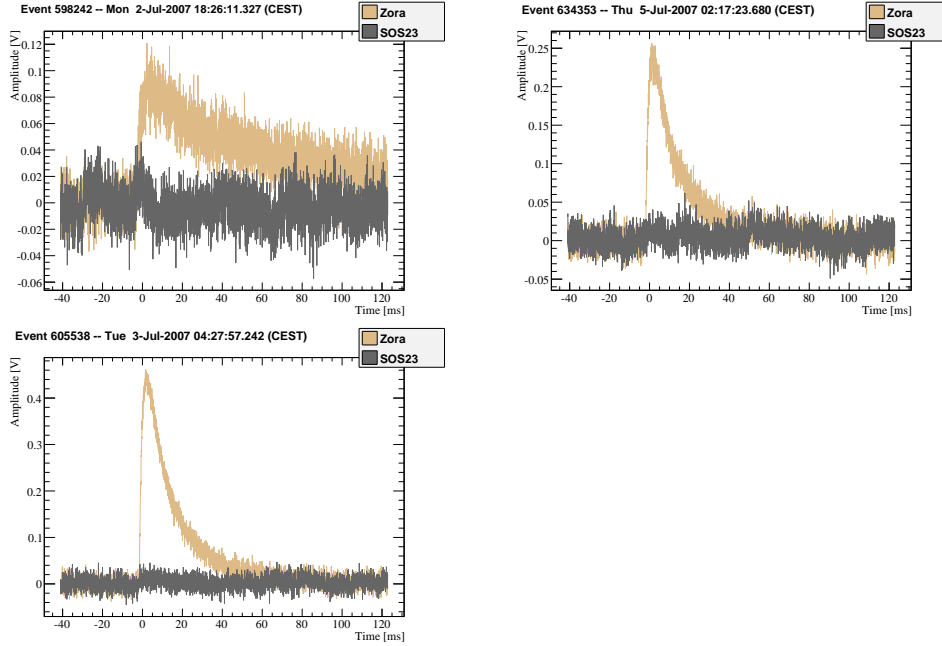 Event 598242 -- Mon  2-Jul-2007 18:26:11.327 (CEST)
Zora
SOS23
Amplitude [V]
0.12
0.1
0.08
0.06
0.04
0.02
0
-0.02
-0.04
-0.06
-40 -20 0 20 40 60 80 100 120
Time [ms]
Event 634353 -- Thu  5-Jul-2007 02:17:23.680 (CEST)
Zora
SOS23
Amplitude [V]
0.25
0.2
0.15
0.1
0.05
0
-0.05
-40 -20 0 20 40 60 80 100 120
Time [ms]
Event 605538 -- Tue  3-Jul-2007 04:27:57.242 (CEST)
Zora
SOS23
Amplitude [V]
0.4
0.3
0.2
0.1
0
-40 -20 0 20 40 60 80 100 120
Time [ms]